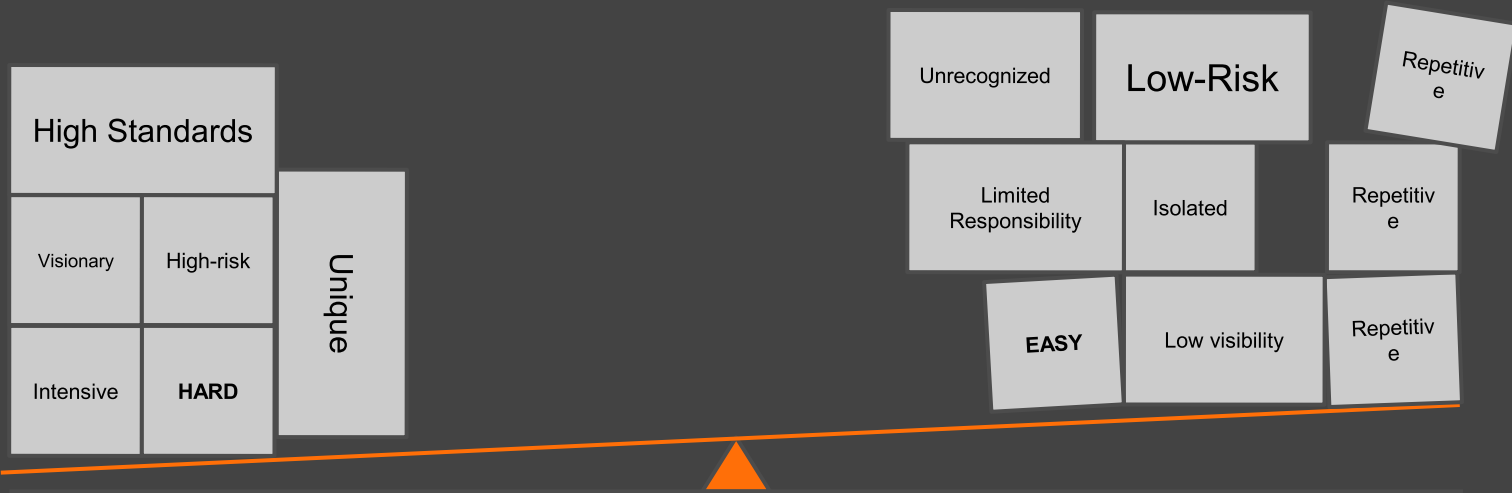 High Standards
Visionary
High-risk
Intensive
HARD
Unique
Unrecognized
Low-Risk
Repetitiv
e
Limited
Responsibility
Isolated
Repetitiv
e
EASY
Low visibility
Repetitiv
e